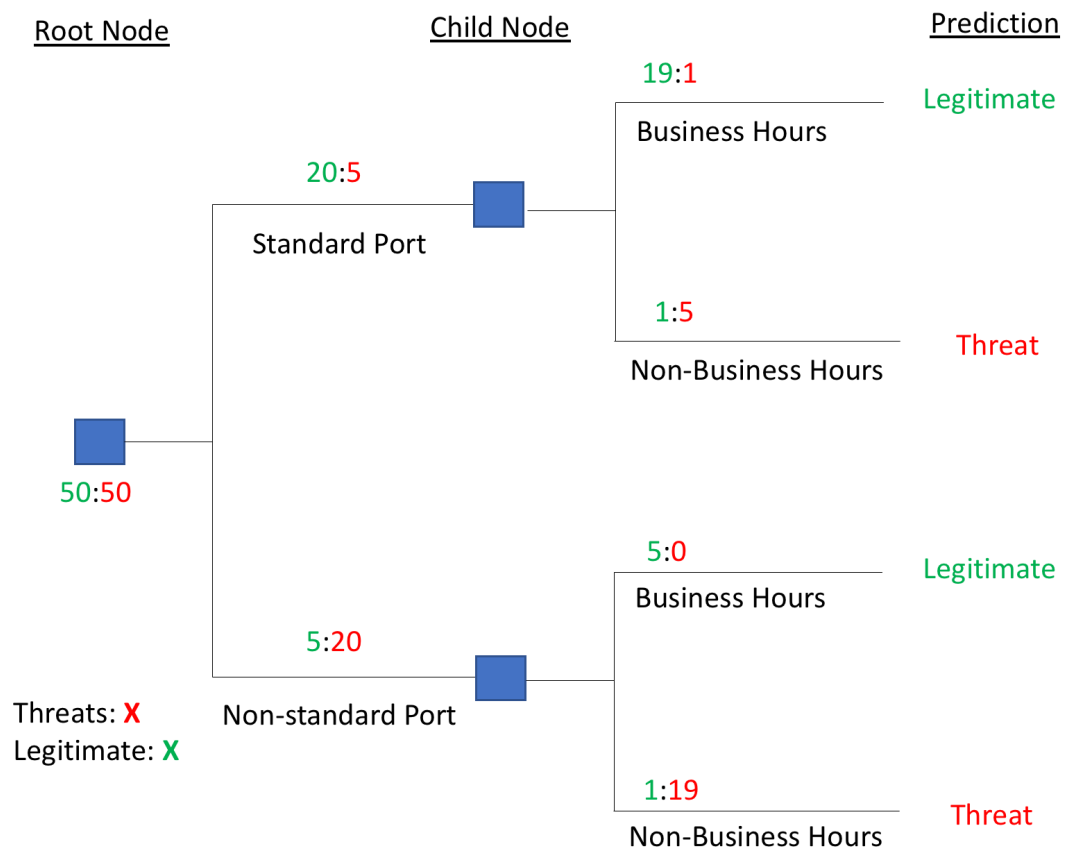 Root Node
Child Node
Prediction
19:1
Legitimate
Business Hours
20:5
Standard Port
1:5
Threat
Non-Business Hours
50:50
5:0
Legitimate
Business Hours
5:20
Non-standard Port
Threats: X
Legitimate: X
1:19
Threat
Non-Business Hours